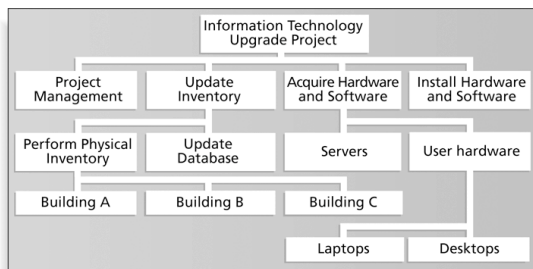 Information Technology
Upgrade Project
Project
Management
Update
Inventory
Acquire Hardware
and Software
Install Hardware
and Software
Perform Physical
Inventory
Update
Database
Servers
User hardware
Building A
Building B
Building C
Laptops
Desktops